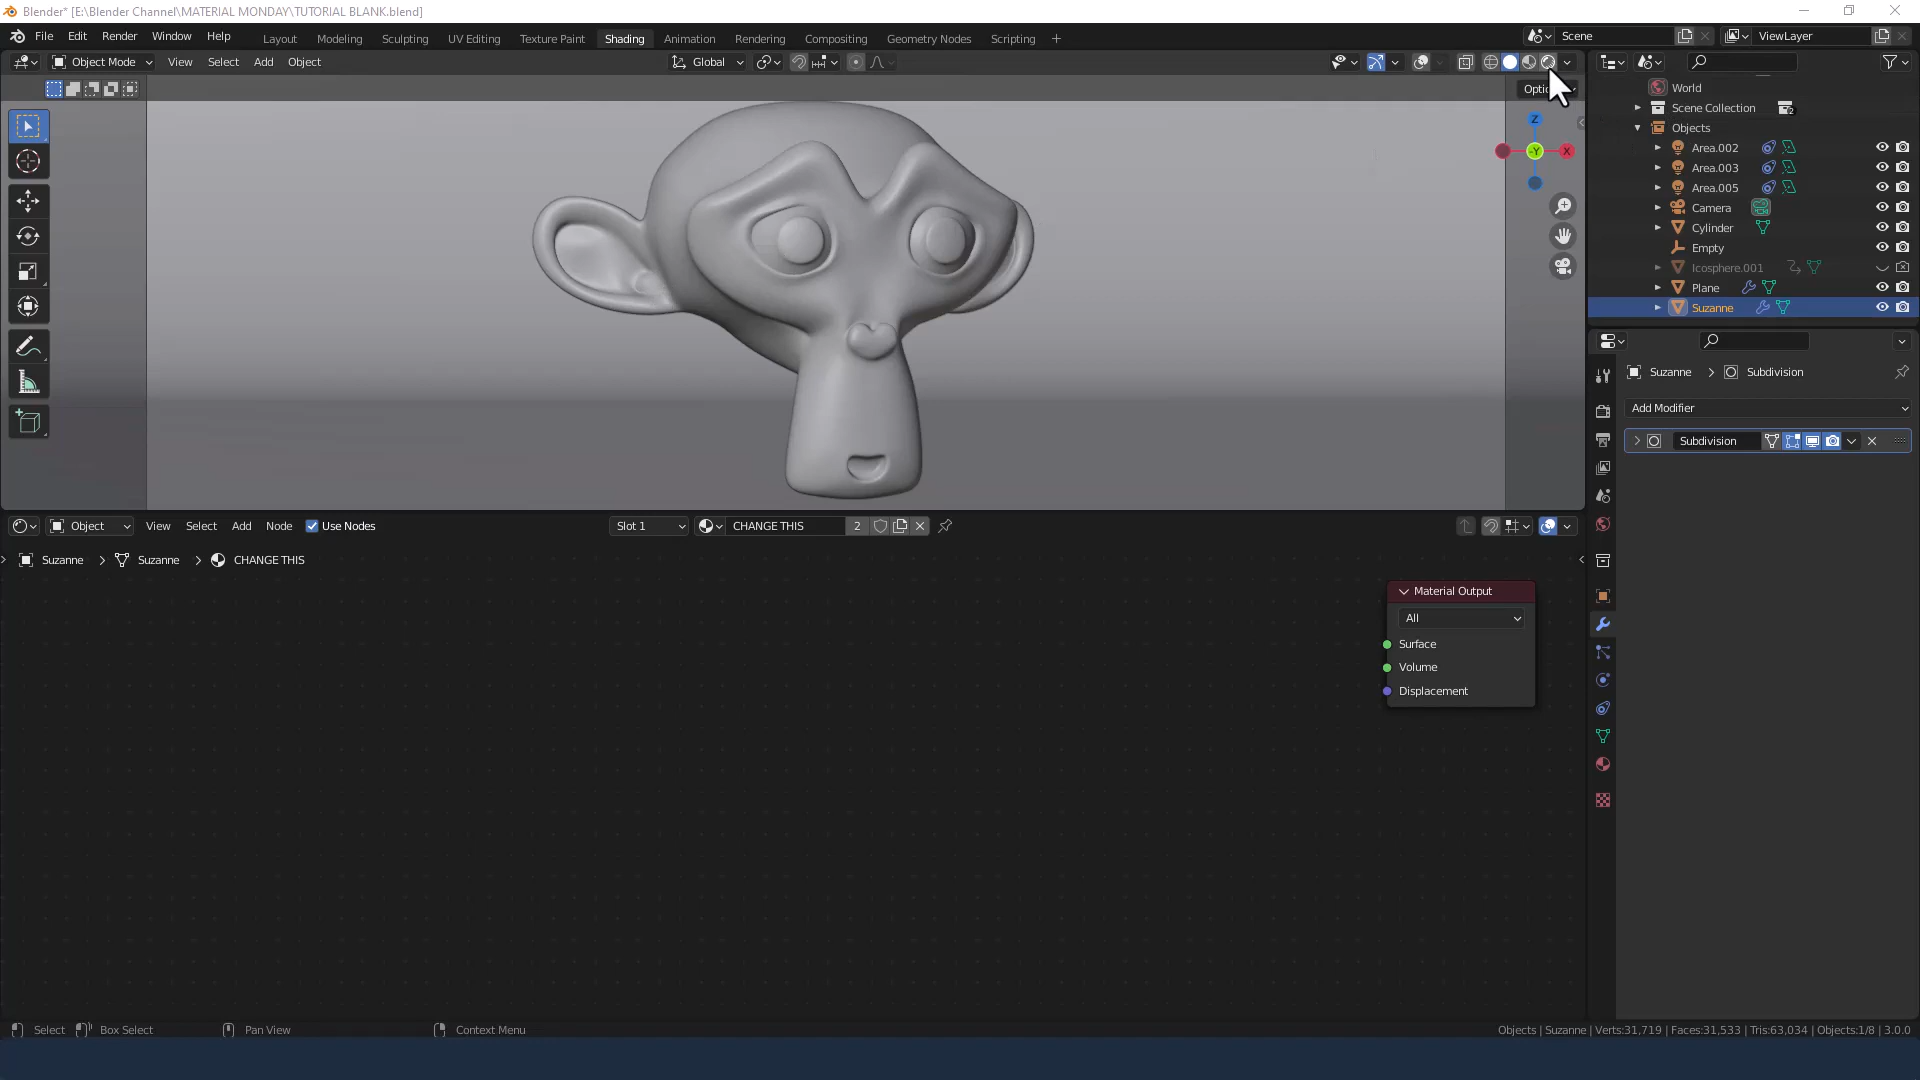 Blender* [E:\Blender Channel\MATERIAL MONDAY\TUTORIAL BLANK.blend]
File Edit Render Window Help Layout Modeling Sculpting UV Editing Texture Paint Shading Animation Rendering Compositing Geometry Nodes Scripting + Scene ViewLayer
Object Mode View Select Add Object Global
World
Scene Collection 2
Objects
Area.002
Area.003
Area.005
Camera
Cylinder
Empty
Icosphere.001
Plane
Suzanne
Z
-Y X
Suzanne > Subdivision
Add Modifier
Subdivision
Object View Select Add Node Use Nodes Slot 1 CHANGE THIS 2
Suzanne > Suzanne > CHANGE THIS
Material Output
All
Surface
Volume
Displacement
Select Box Select Pan View Context Menu Objects | Suzanne | Verts:31,719 | Faces:31,533 | Tris:63,034 | Objects:1/8 | 3.0.0